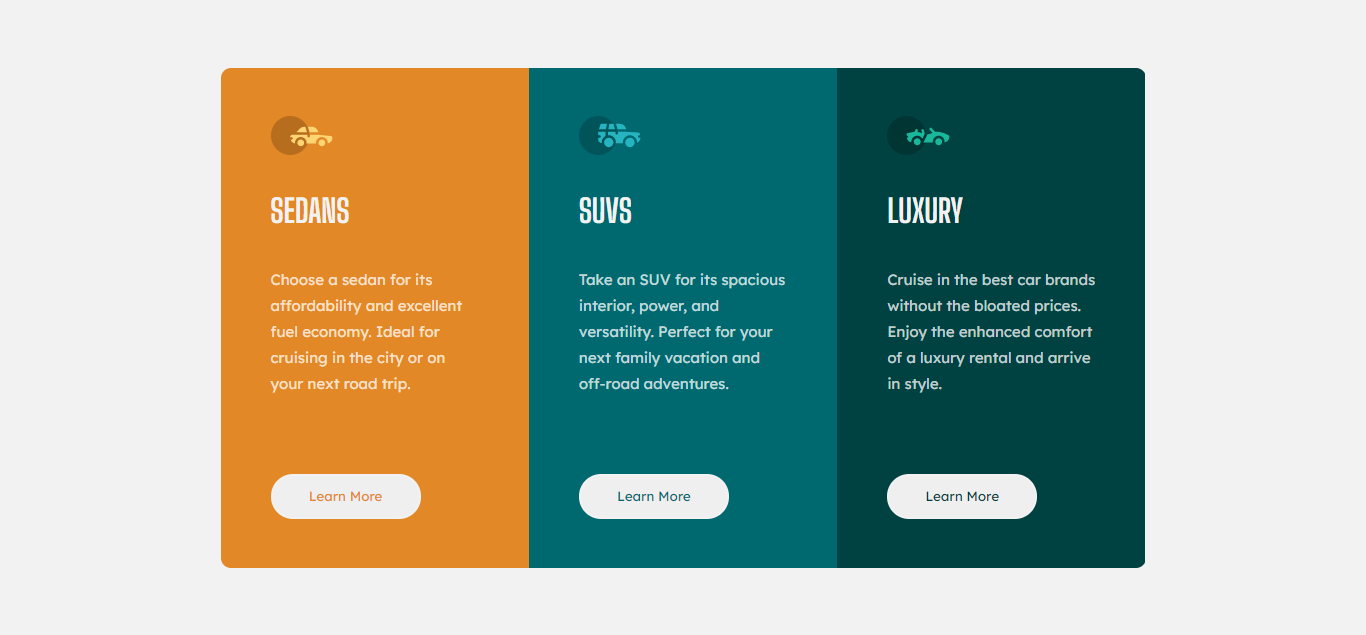 SEDANS
Choose a sedan for its
affordability and excellent
fuel economy. Ideal for
cruising in the city or on
your next road trip.
Learn More
SUVS
Take an SUV for its spacious
interior, power, and
versatility. Perfect for your
next family vacation and
off-road adventures.
Learn More
LUXURY
Cruise in the best car brands
without the bloated prices.
Enjoy the enhanced comfort
of a luxury rental and arrive
in style.
Learn More